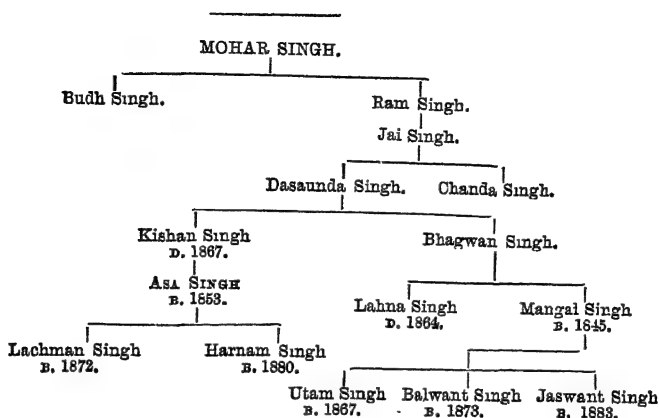 MOHAR SINGH.
Budh Singh.
Ram Singh.
Jai Singh.
Dasaunda Singh.
Chanda Singh.
Kishan Singh
D. 1867.
Bhagwan Singh.
ASA SINGH
B. 1853.
Lahna Singh
D. 1864.
Mangal Singh
B. 1845.
Lachman Singh
B. 1872.
Harnam Singh
B. 1880.
Utam Singh
B. 1867.
Balwant Singh
B. 1873.
Jaswant Singh
B. 1883.